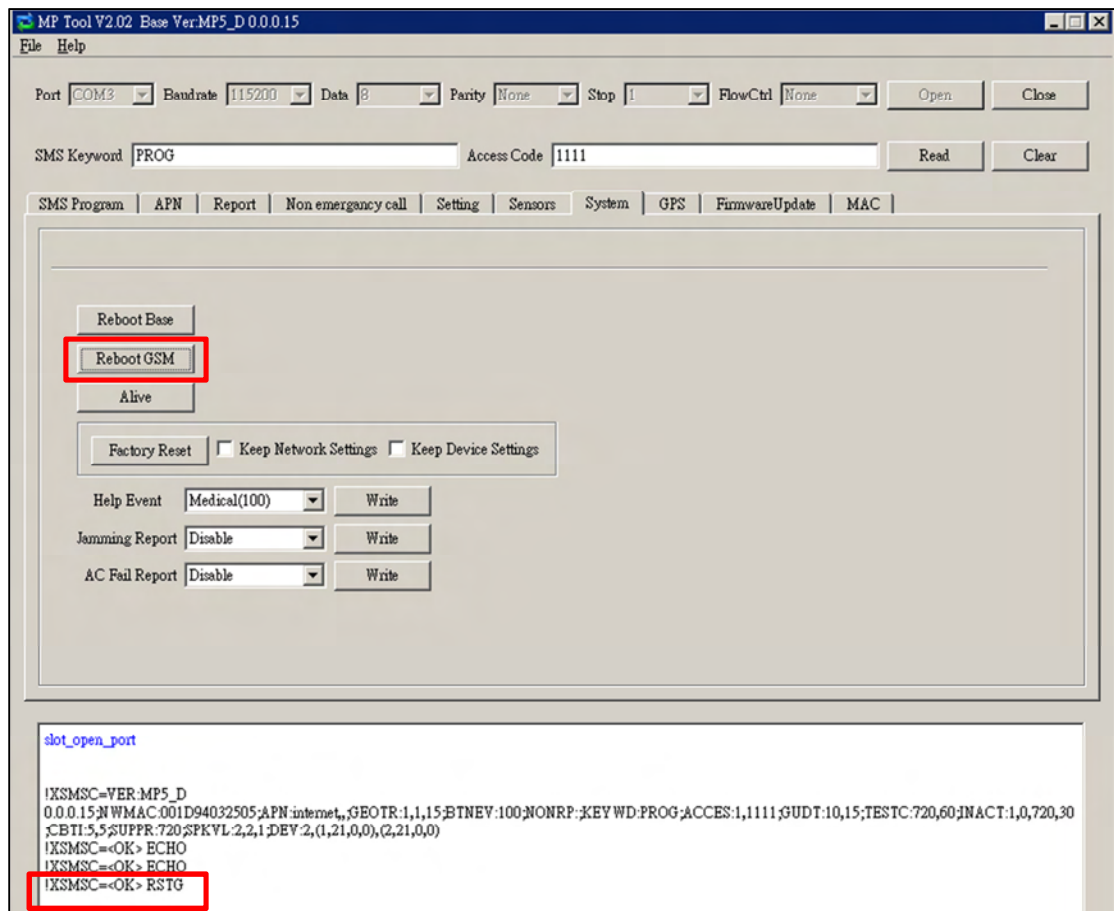 MP Tool V2.02 Base Ver:MP5_D 0.0.0.15
File Help
Port COM3 Baudrate 115200 Data 8 Parity None Stop 1 FlowCtrl None Open Close
SMS Keyword PROG Access Code 1111 Read Clear
SMS Program APN Report Non emergancy call Setting Sensors System GPS FirmwareUpdate MAC
Reboot Base
Reboot GSM
Alive
Factory Reset Keep Network Settings Keep Device Settings
Help Event Medical(100) Write
Jamming Report Disable Write
AC Fail Report Disable Write
slot_open_port
!XSMSC=VER:MP5_D
0.0.0.15;NWMAC:001D94032505;APN:internet,,;GEOTR:1,1,15;BTNEV:100;NONRP:;KEYWD:PROG;ACCES:1,1111;GUDT:10,15;TESTC:720,60;INACT:1,0,720,30
;CBTI:5,5;SUPPR:720;SPKVL:2,2,1;DEV:2,(1,21,0,0),(2,21,0,0)
!XSMSC=<OK> ECHO
!XSMSC=<OK> ECHO
!XSMSC=<OK> RSTG